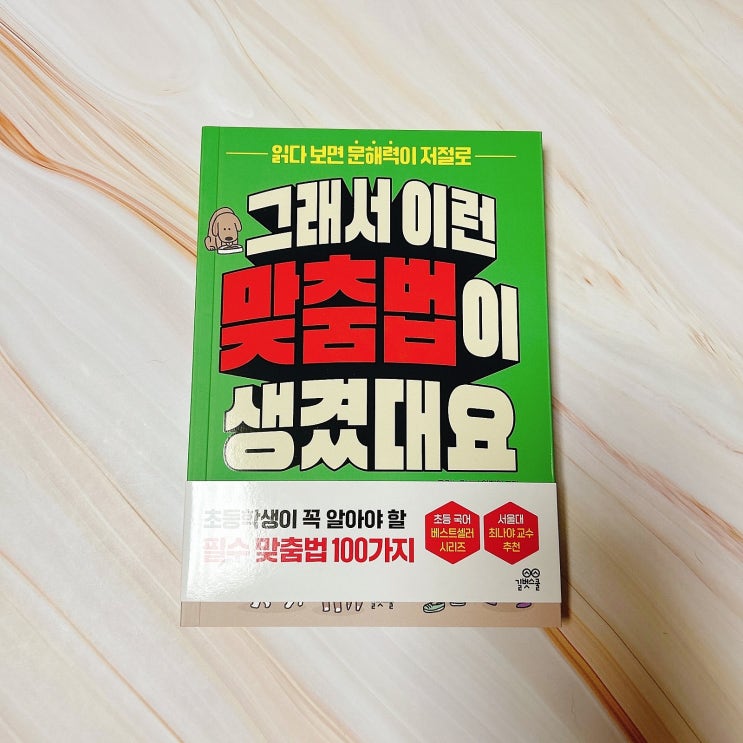 읽다 보면 문해력이 저절로
그래서 이런
맞춤법이
생겼대요
초등학생이 꼭 알아야 할
필수 맞춤법 100가지
초등 국어
베스트셀러
시리즈
서울대
최나야 교수
추천
길벗스쿨